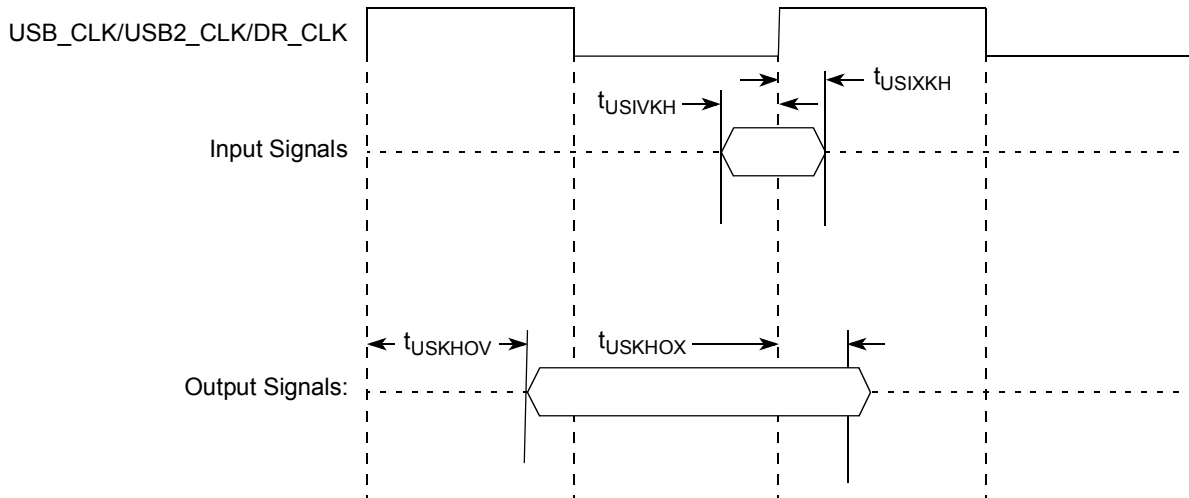 USB_CLK/USB2_CLK/DR_CLK
tUSIXKH
tUSIVKH
Input Signals
tUSKHOV
tUSKHOX
Output Signals: